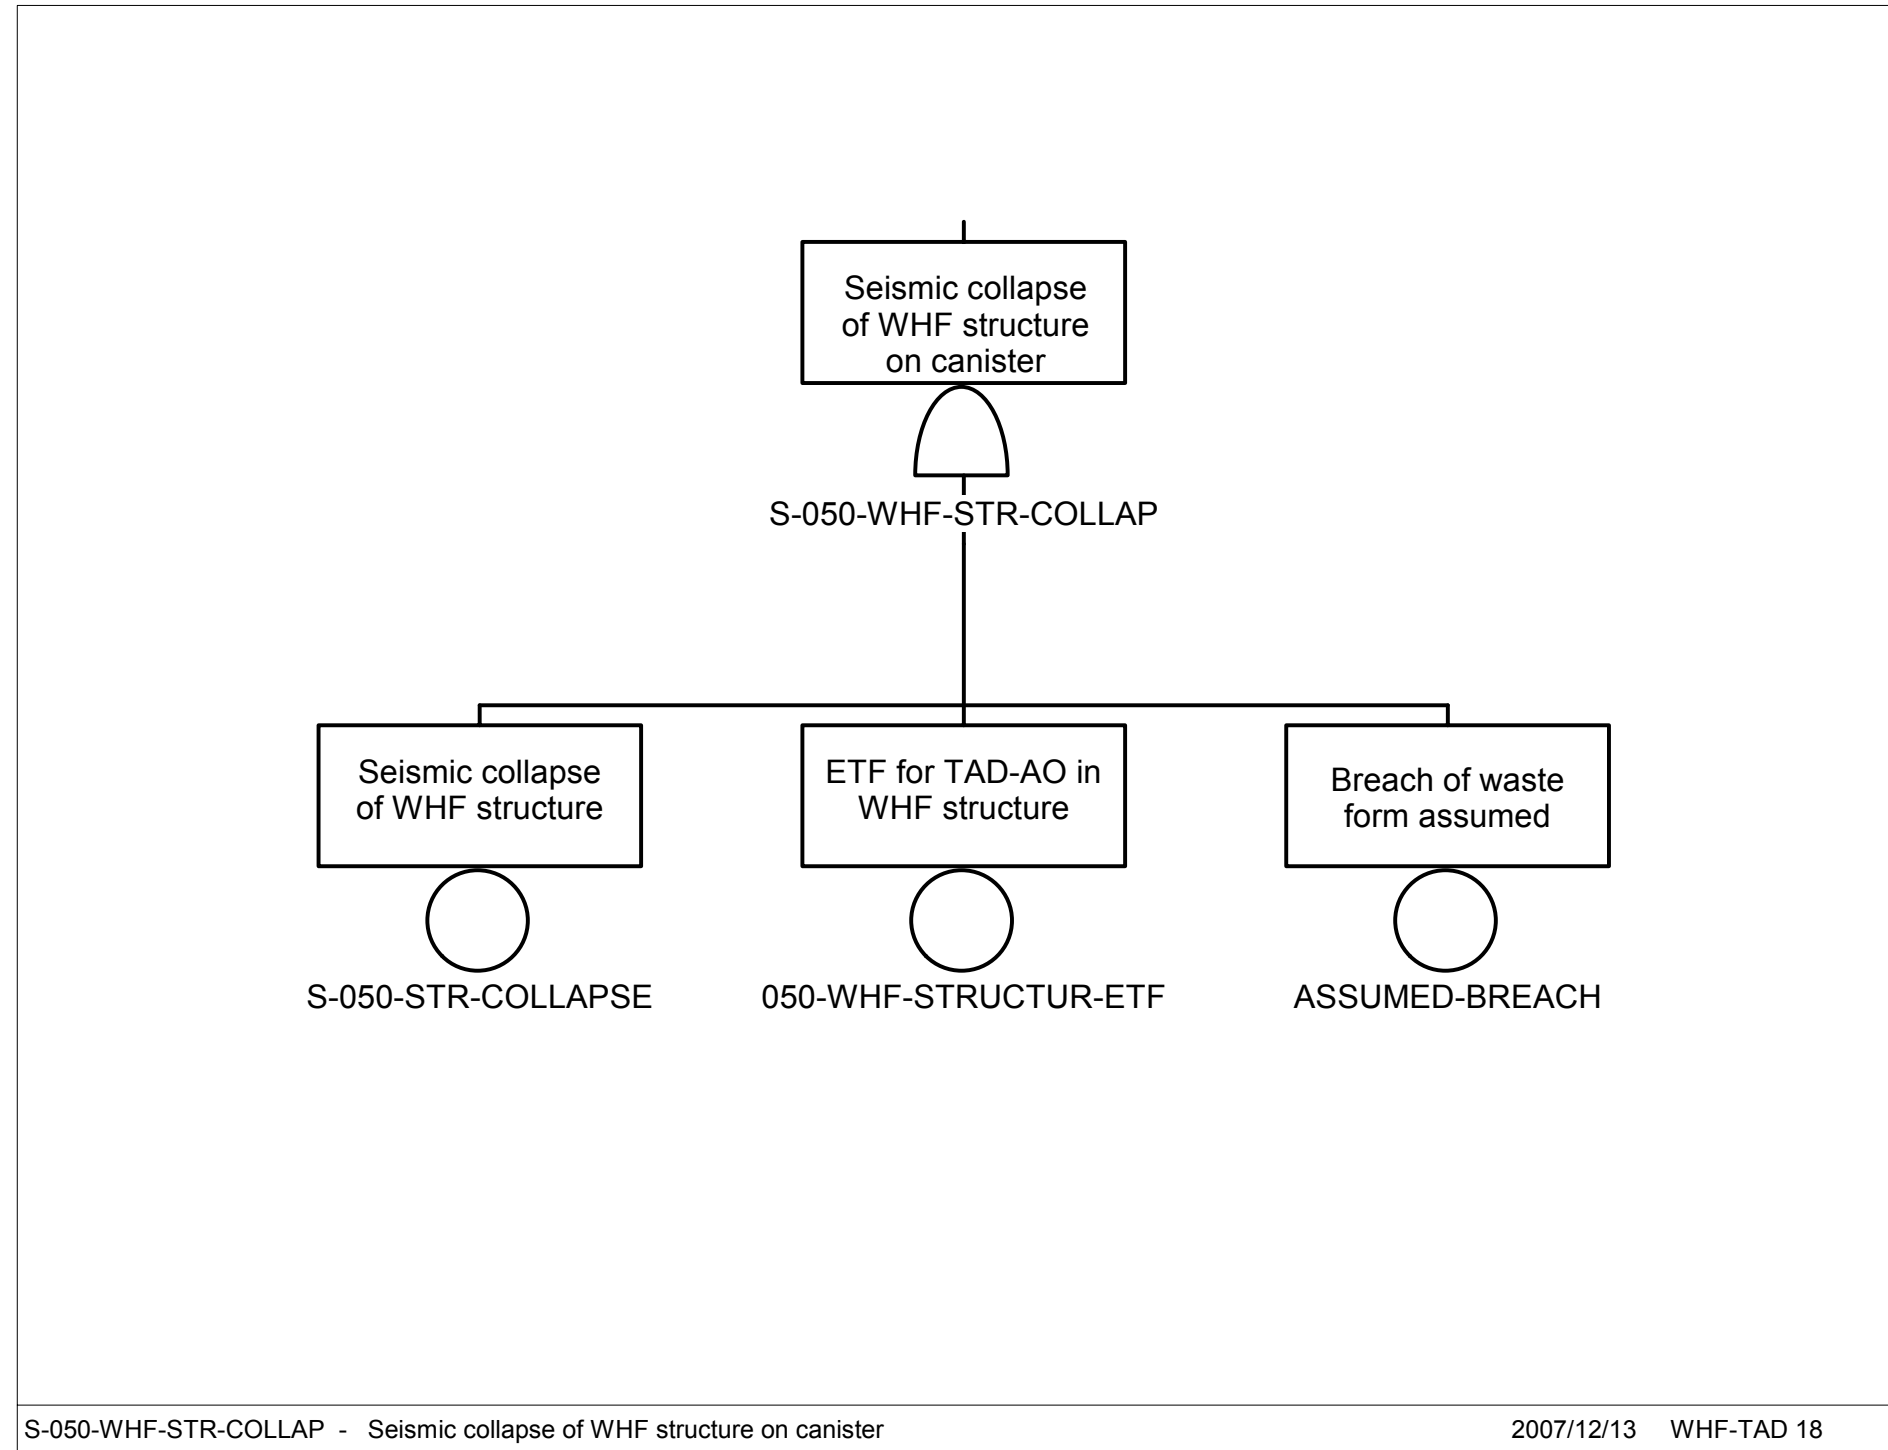 Seismic collapse
of WHF structure
on canister
S-050-WHF-STR-COLLAP
Seismic collapse
of WHF structure
S-050-STR-COLLAPSE
ETF for TAD-AO in
WHF structure
050-WHF-STRUCTUR-ETF
Breach of waste
form assumed
ASSUMED-BREACH
S-050-WHF-STR-COLLAP - Seismic collapse of WHF structure on canister
2007/12/13 WHF-TAD 18